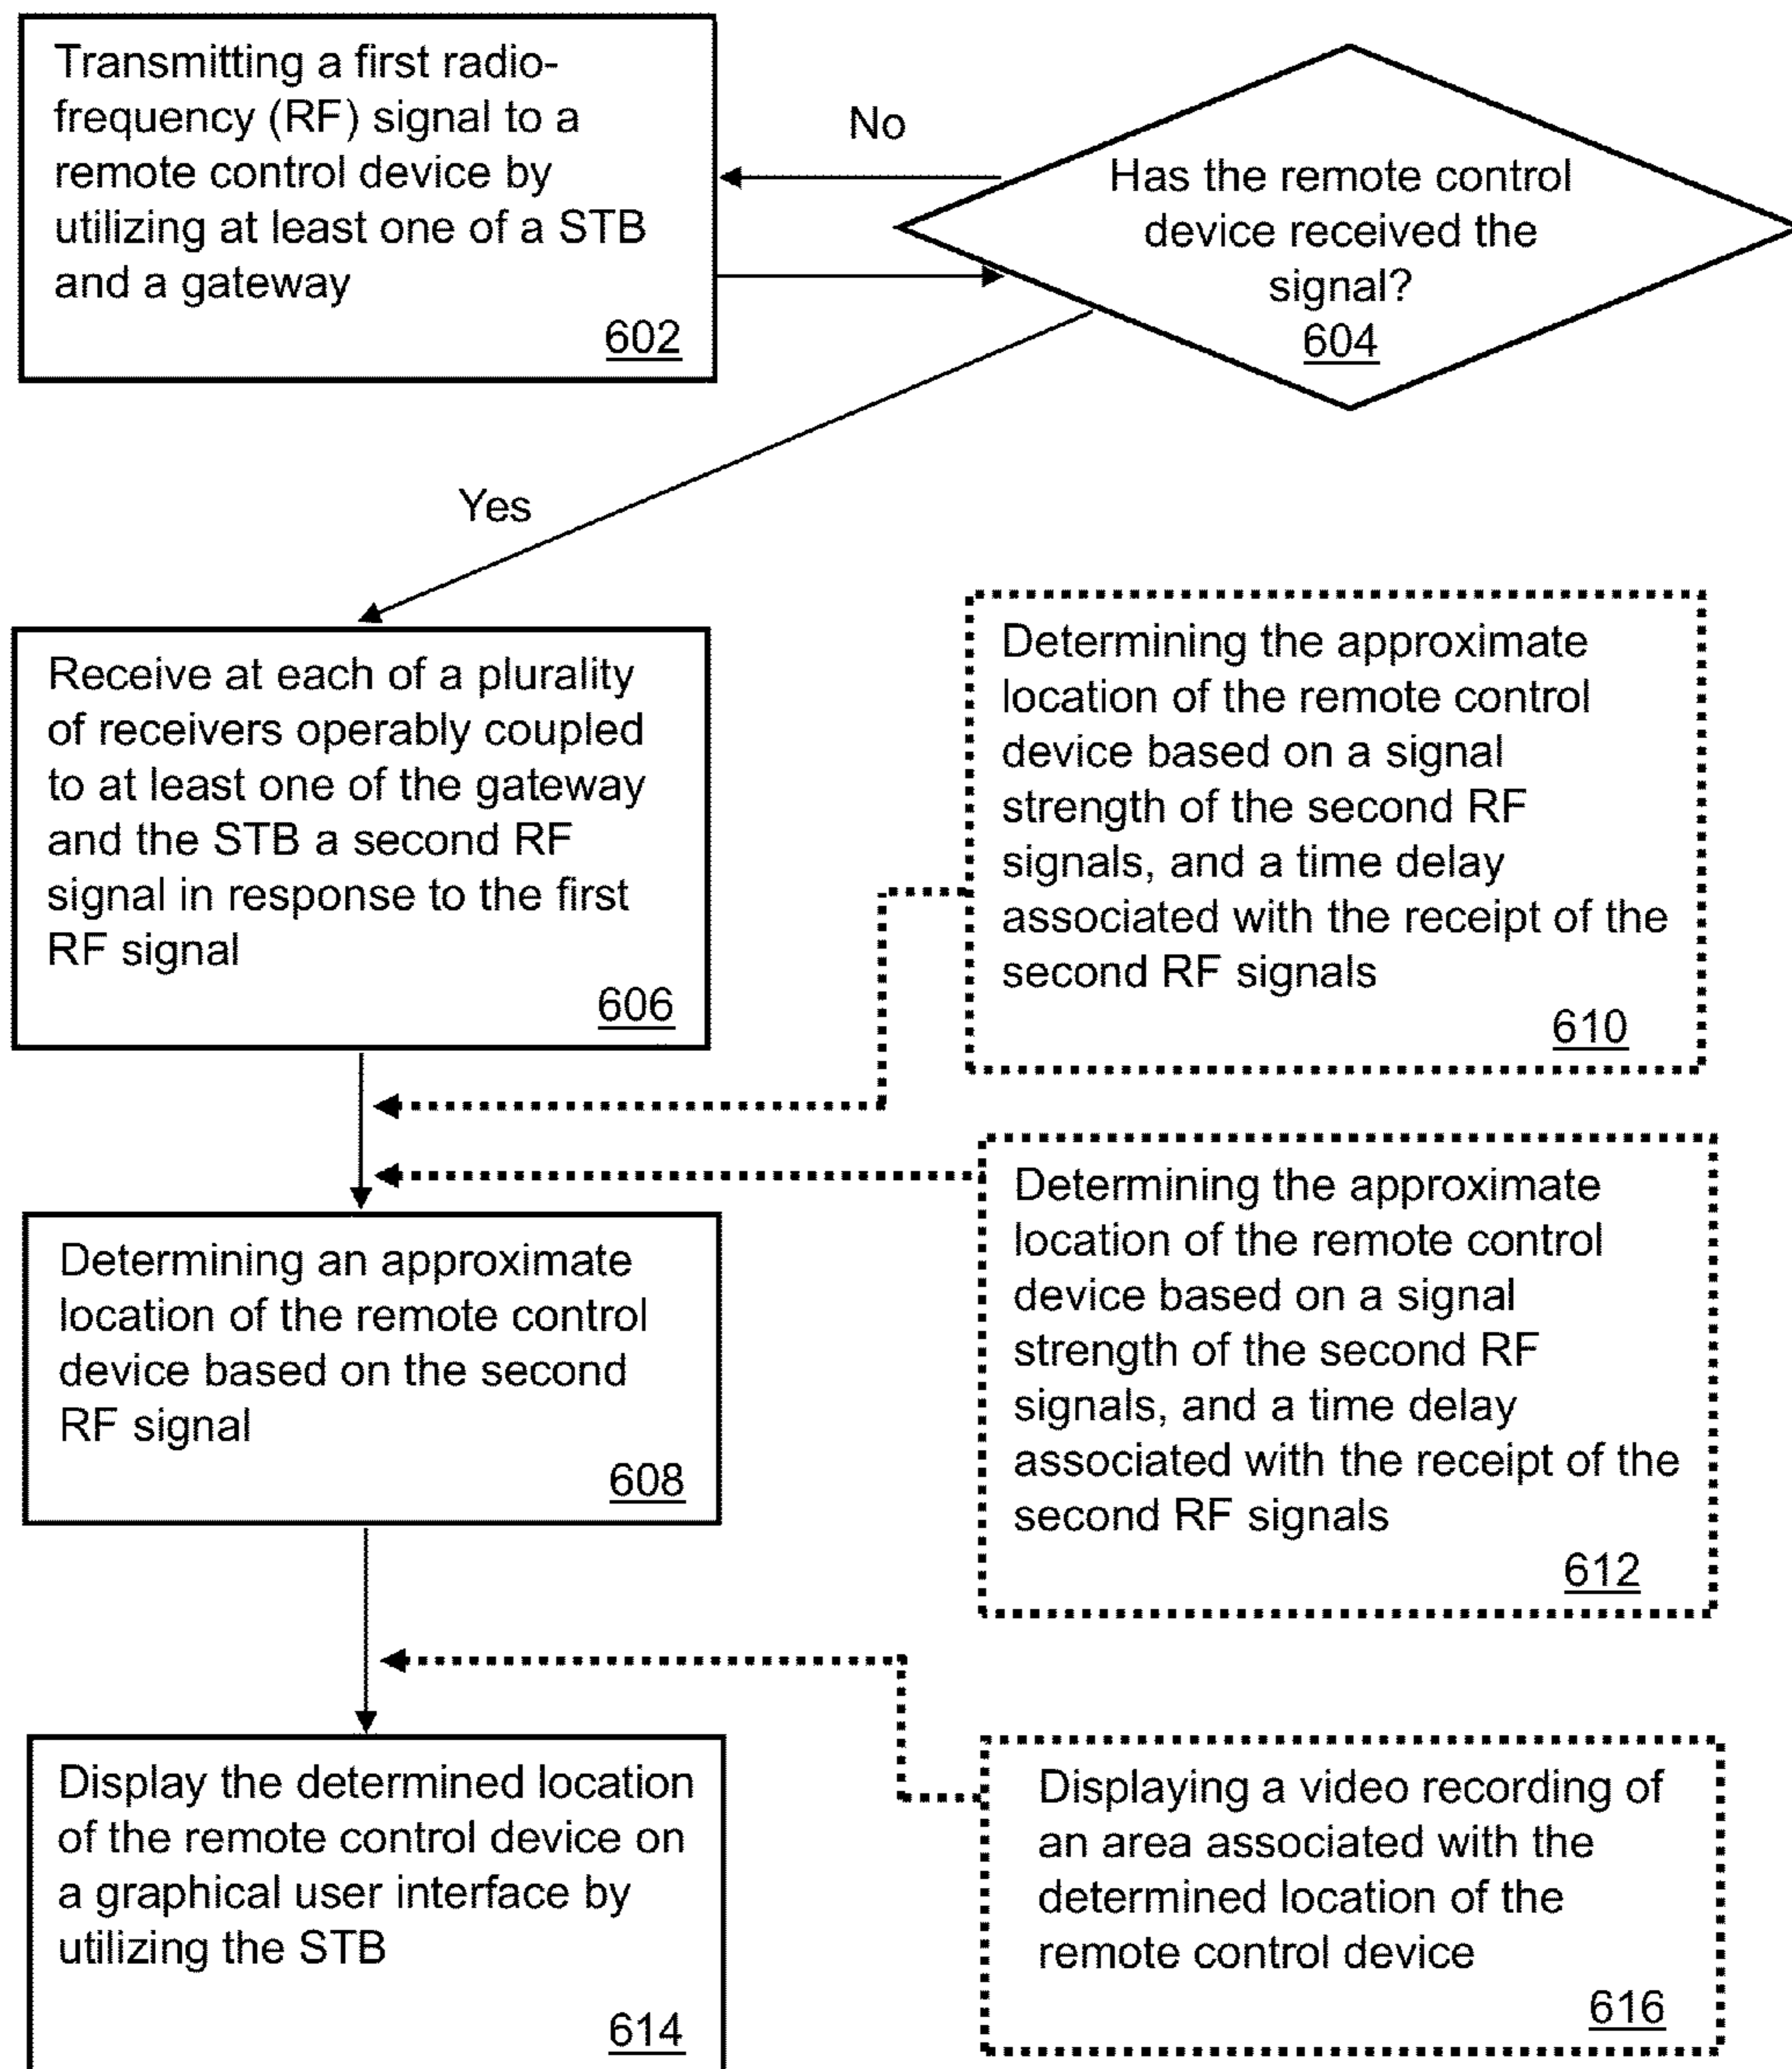 Transmitting a first radio-
frequency (RF) signal to a
remote control device by
utilizing at least one of a STB
and a gateway
602
No
Has the remote control
device received the
signal?
604
Yes
Receive at each of a plurality
of receivers operably coupled
to at least one of the gateway
and the STB a second RF
signal in response to the first
RF signal
606
Determining the approximate
location of the remote control
device based on a signal
strength of the second RF
signals, and a time delay
associated with the receipt of the
second RF signals
610
Determining an approximate
location of the remote control
device based on the second
RF signal
608
Determining the approximate
location of the remote control
device based on a signal
strength of the second RF
signals, and a time delay
associated with the receipt of the
second RF signals
612
Display the determined location
of the remote control device on
a graphical user interface by
utilizing the STB
614
Displaying a video recording of
an area associated with the
determined location of the
remote control device
616